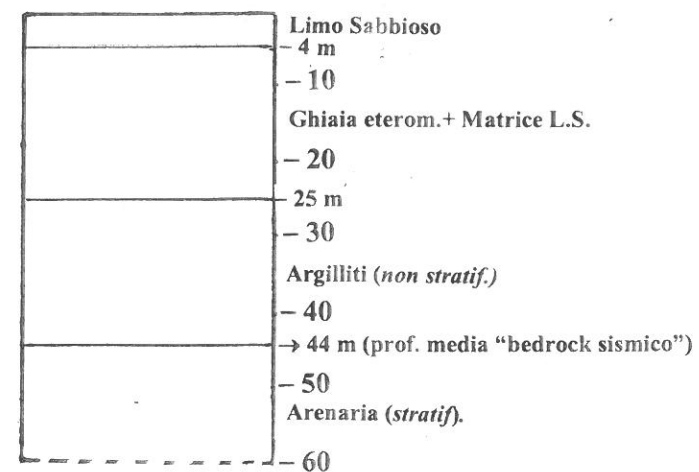 Limo Sabbioso
– 4 m
– 10
Ghiaia eterom.+ Matrice L.S.
– 20
– 25 m
– 30
Argilliti (non stratif.)
– 40
→ 44 m (prof. media “bedrock sismico”)
– 50
Arenaria (stratif).
– 60